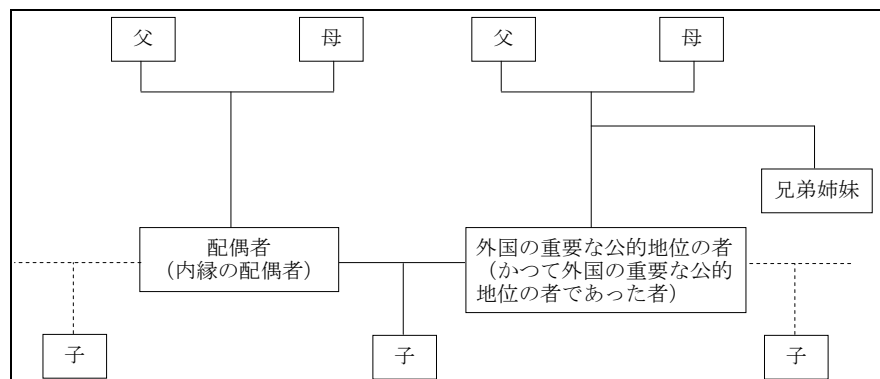 父
母
父
母
兄弟姉妹
配偶者
（内縁の配偶者）
外国の重要な公的地位の者
（かつて外国の重要な公的
地位の者であった者）
子
子
子